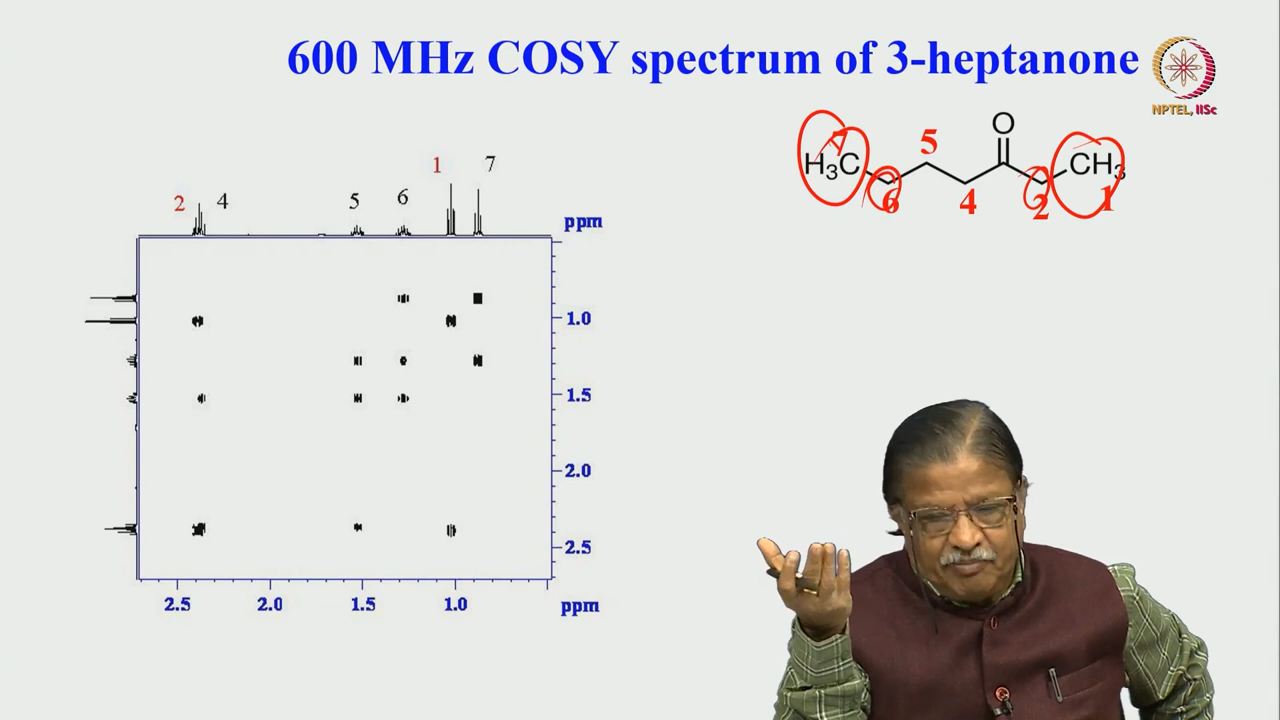 600 MHz COSY spectrum of 3-heptanone
NPTEL, IISc
O
H3C
CH3
7
6
5
4
2
1
2 4 5 6 1 7
ppm
1.0
1.5
2.0
2.5
2.5 2.0 1.5 1.0 ppm